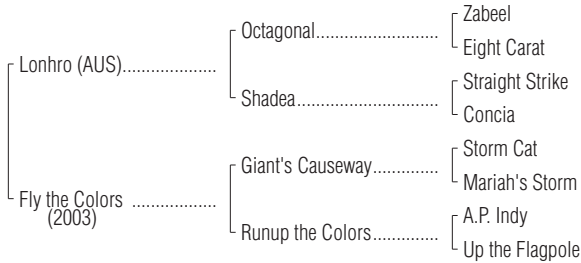 Zabeel
Octagonal
Eight Carat
Lonhro (AUS)
Straight Strike
Shadea
Concia
Storm Cat
Giant's Causeway
Mariah's Storm
Fly the Colors
(2003)
A.P. Indy
Runup the Colors
Up the Flagpole